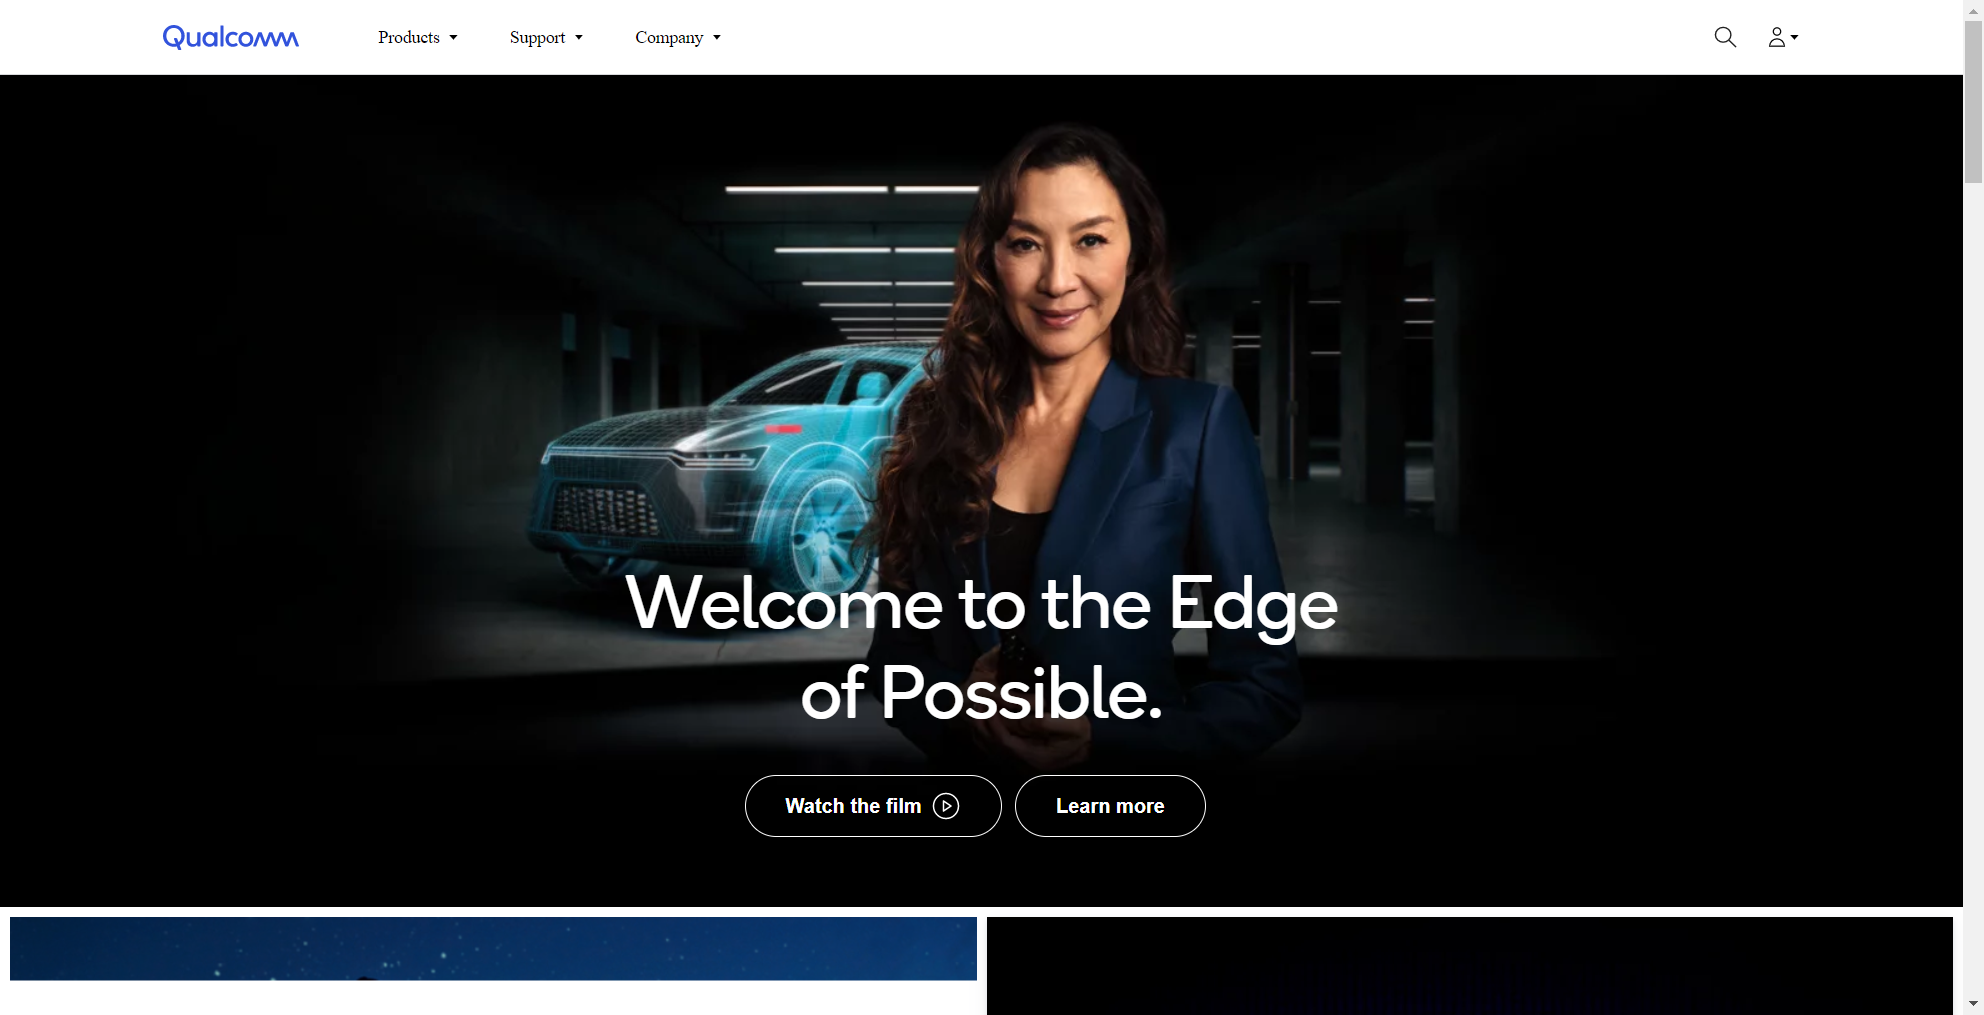 Qualcomm
Products
Support
Company
Welcome to the Edge
of Possible.
Watch the film
Learn more